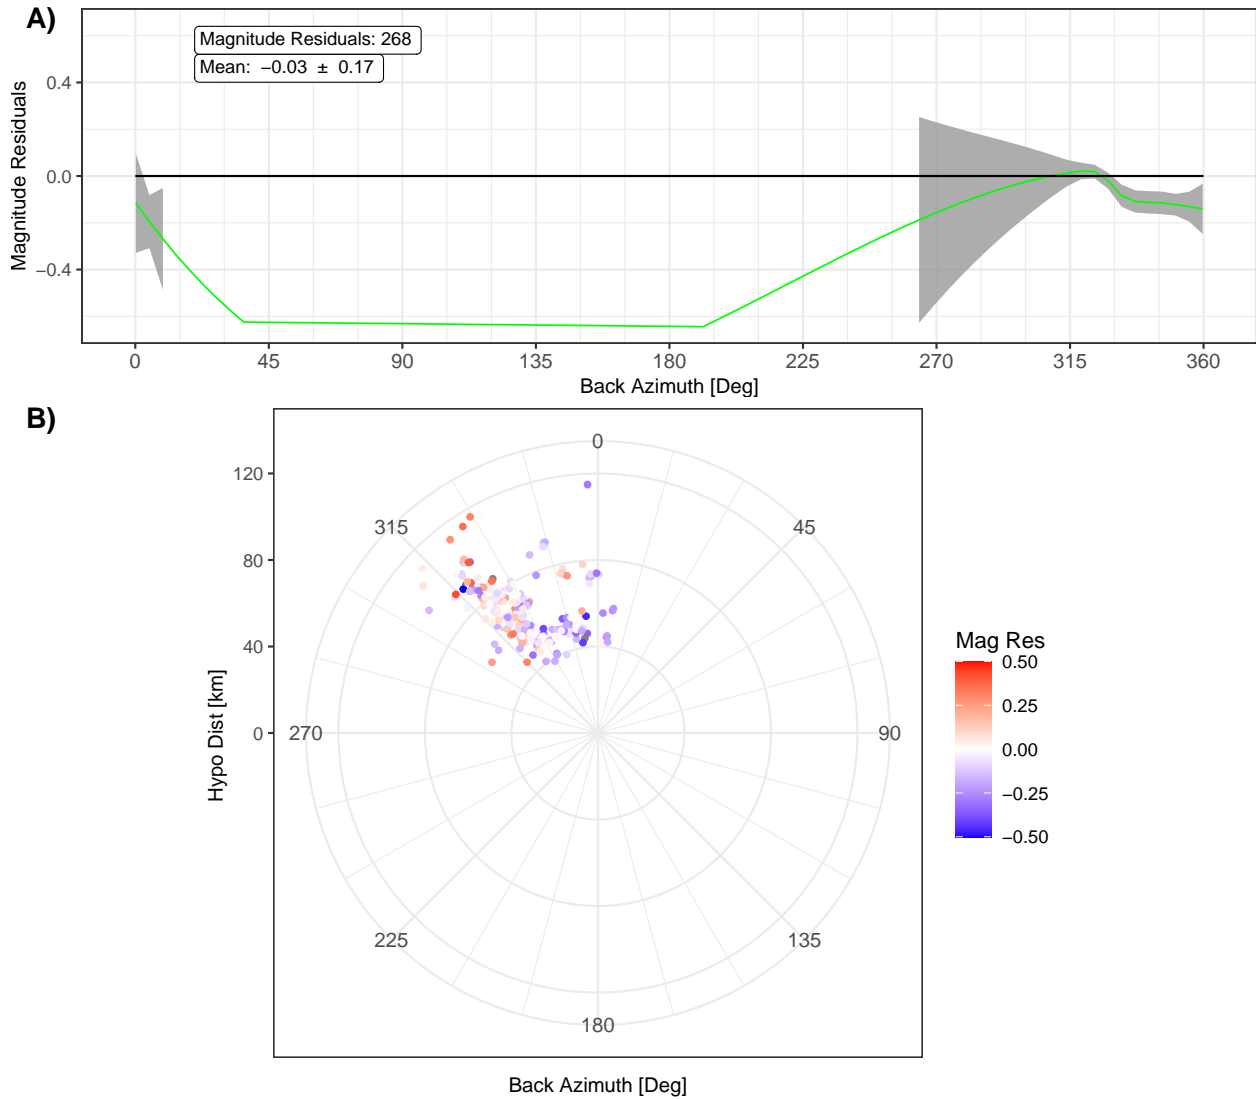 A)
Magnitude Residuals: 268
Mean: −0.03 ± 0.17
Magnitude Residuals
0.4
0.0
−0.4
0 45 90 135 180 225 270 315 360
Back Azimuth [Deg]
B)
Hypo Dist [km]
120
80
40
0
0
45
90
135
180
225
270
315
Back Azimuth [Deg]
Mag Res
0.50
0.25
0.00
−0.25
−0.50